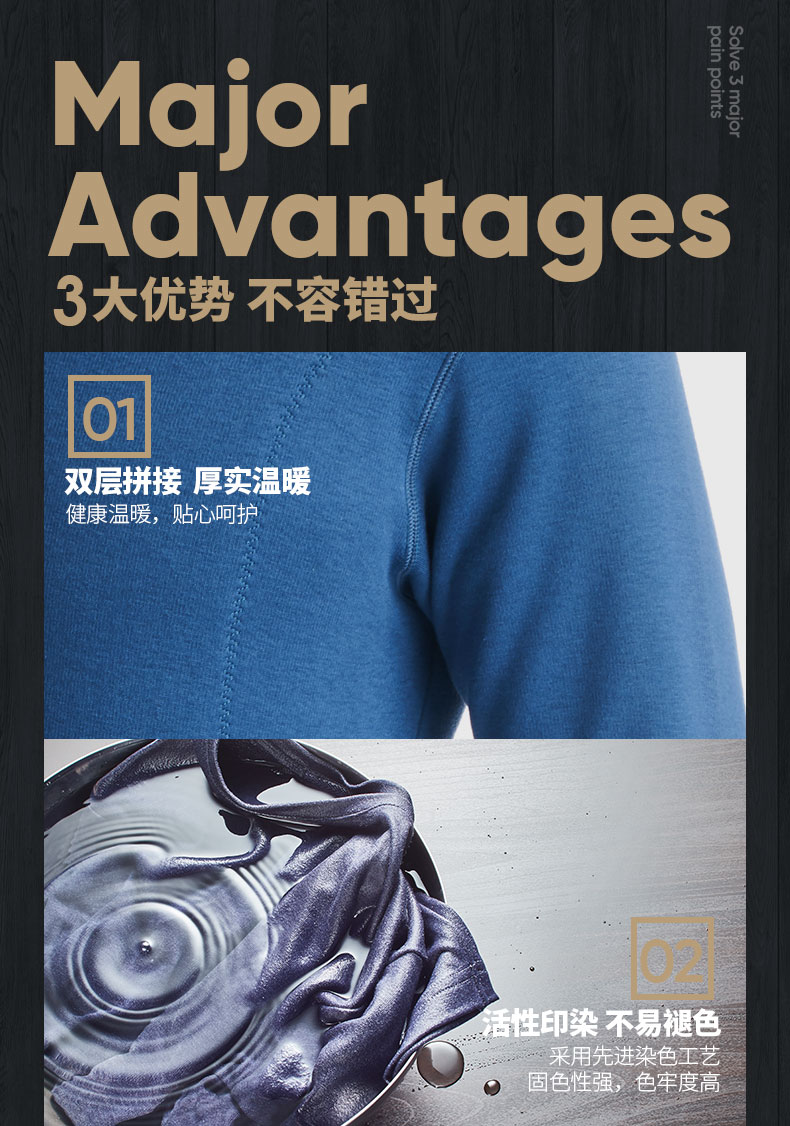 Solve 3 major
pain points
Major
Advantages
3大优势 不容错过
01
双层拼接 厚实温暖
健康温暖，贴心呵护
02
活性印染 不易褪色
采用先进染色工艺
固色性强，色牢度高